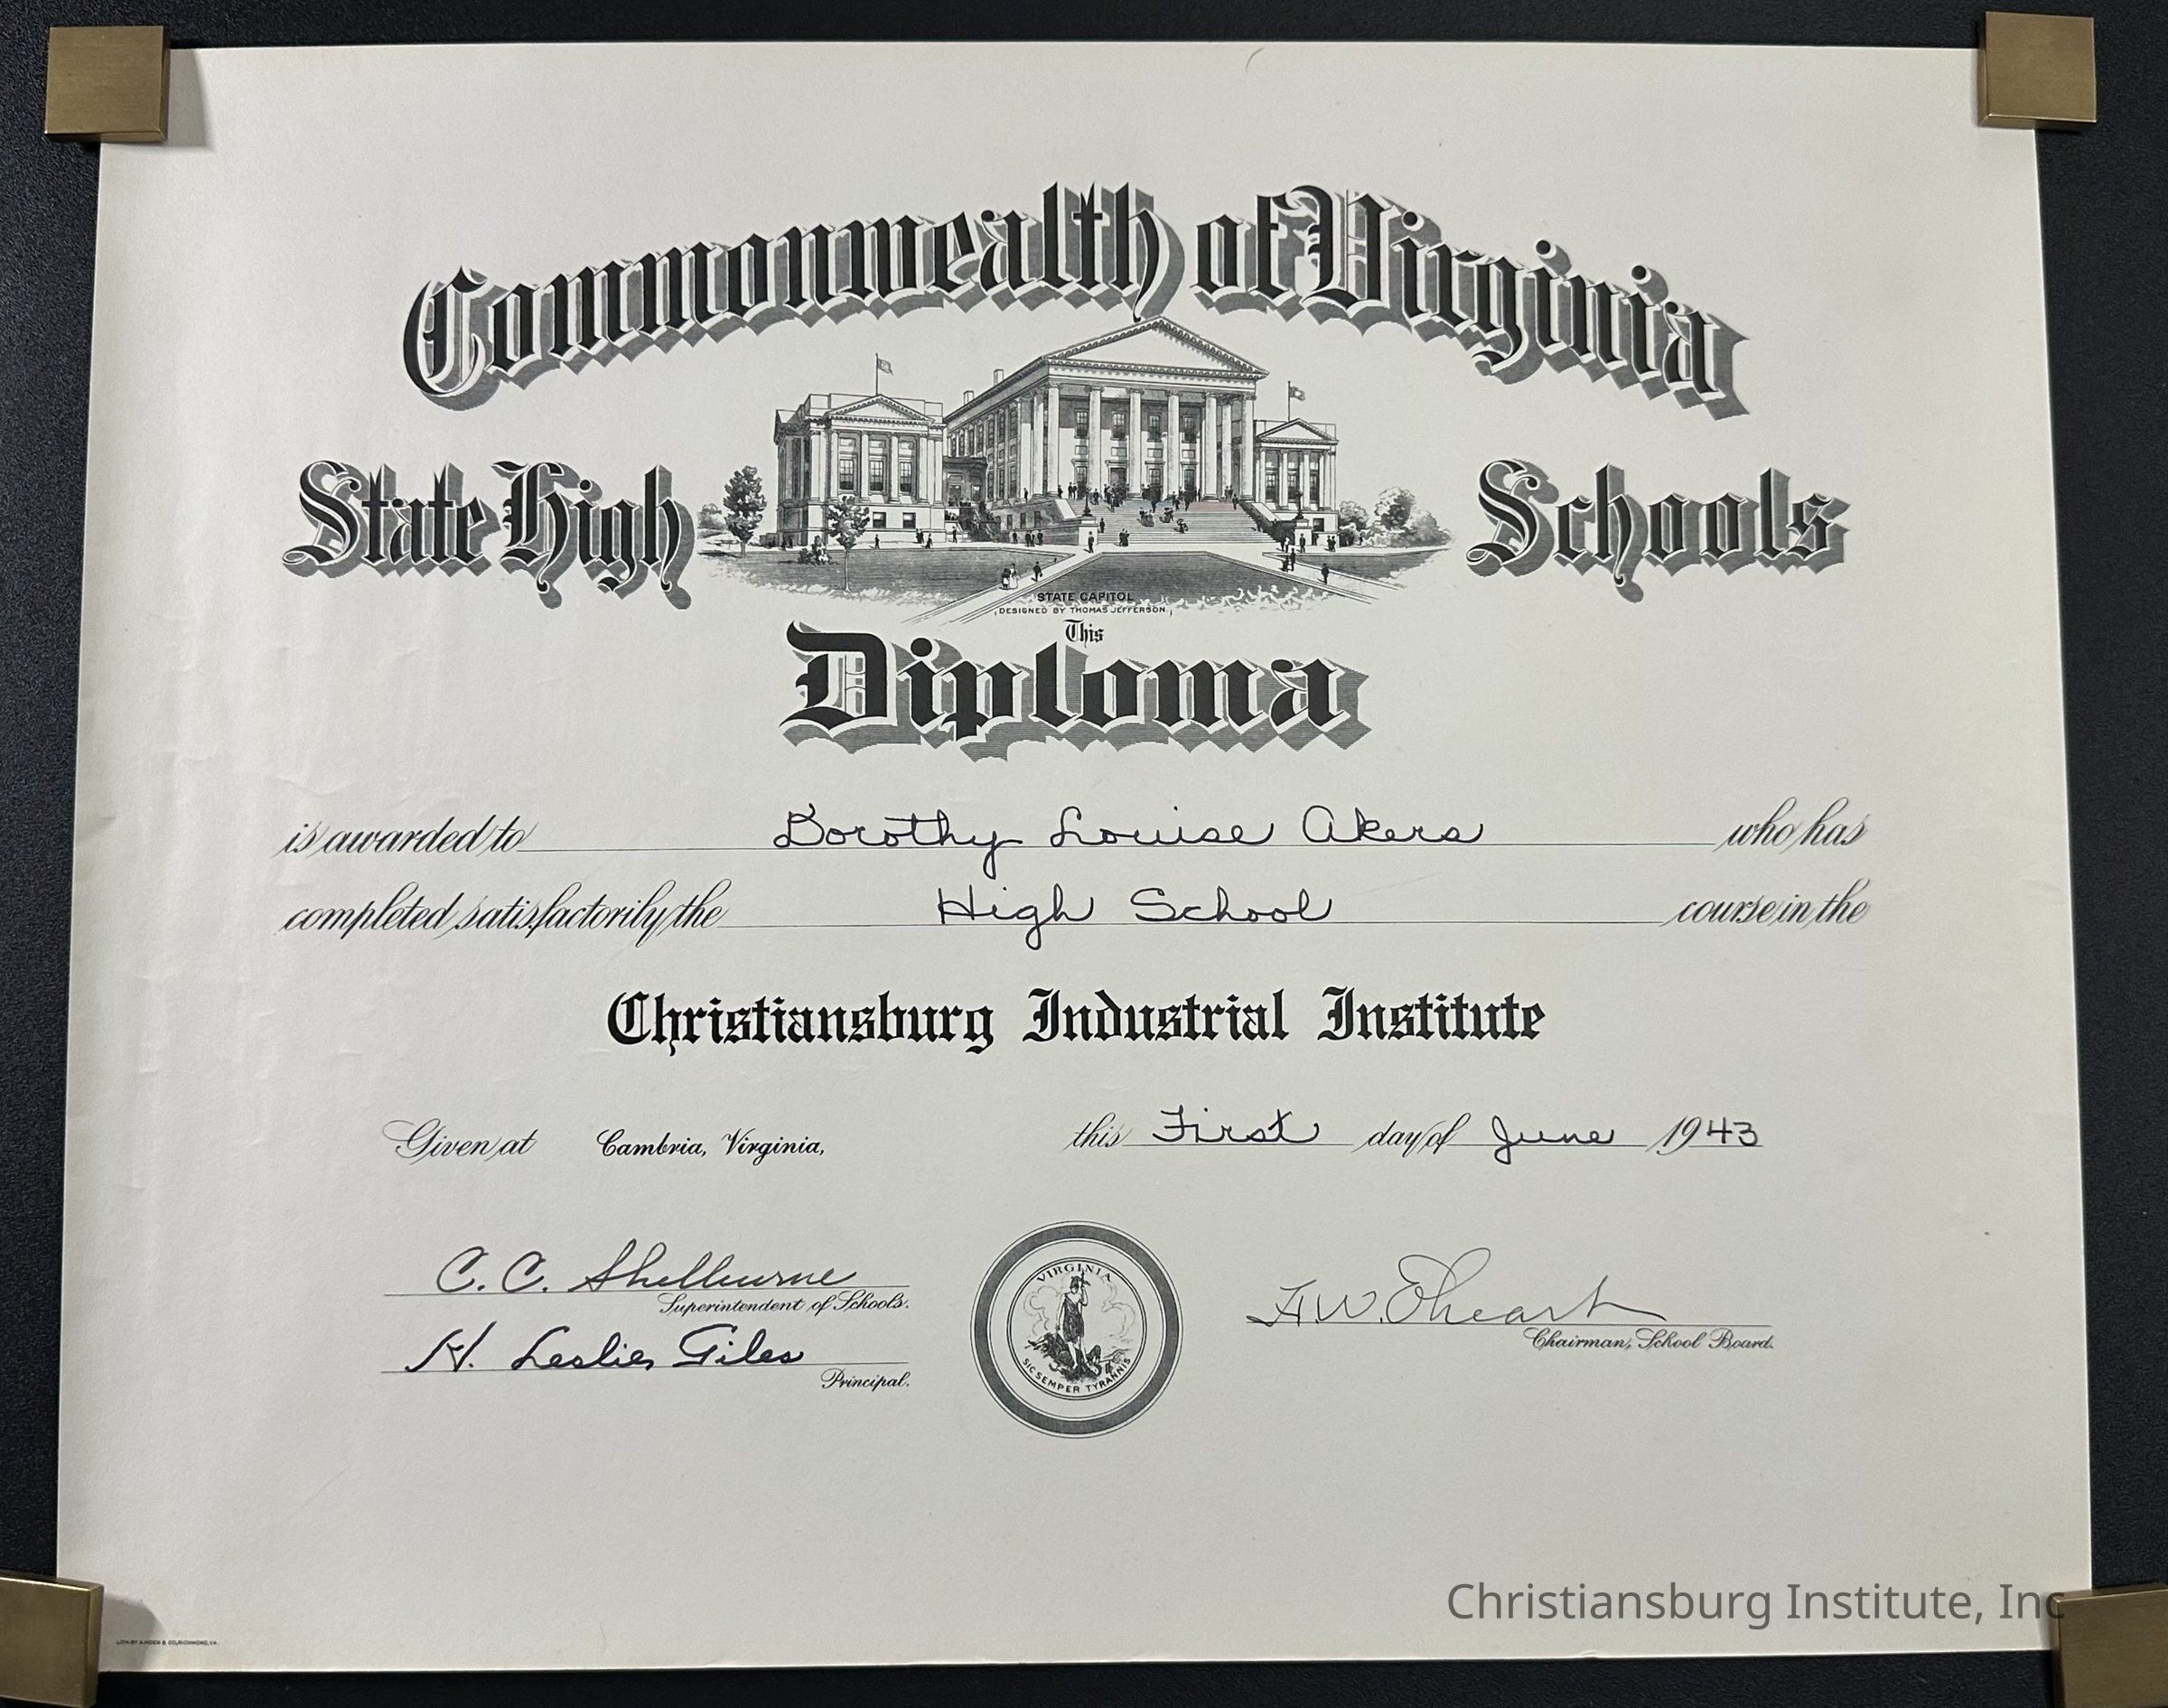 Commonwealth of Virginia
State High Schools
STATE CAPITOL
DESIGNED BY THOMAS JEFFERSON
This
Diploma
is awarded to Dorothy Louise Akers who has
completed satisfactorily the High School course in the
Christiansburg Industrial Institute
Given at Cambria, Virginia, this First day of June 1943
C. C. Shelburne
Superintendent of Schools.
H. Leslie Giles
Principal.
VIRGINIA
SIC SEMPER TYRANNIS
Chairman, School Board.
Christiansburg Institute, Inc